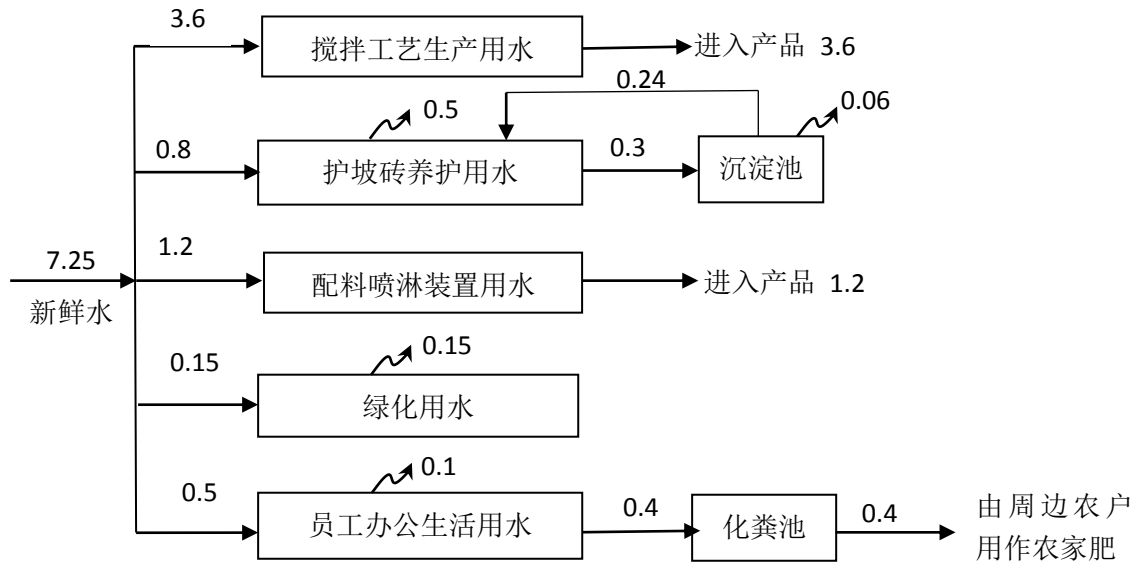 3.6
搅拌工艺生产用水
进入产品 3.6
0.24
0.5
0.06
0.8
护坡砖养护用水
0.3
沉淀池
7.25
新鲜水
1.2
配料喷淋装置用水
进入产品 1.2
0.15
0.15
绿化用水
0.1
0.5
员工办公生活用水
0.4
化粪池
0.4
由周边农户
用作农家肥